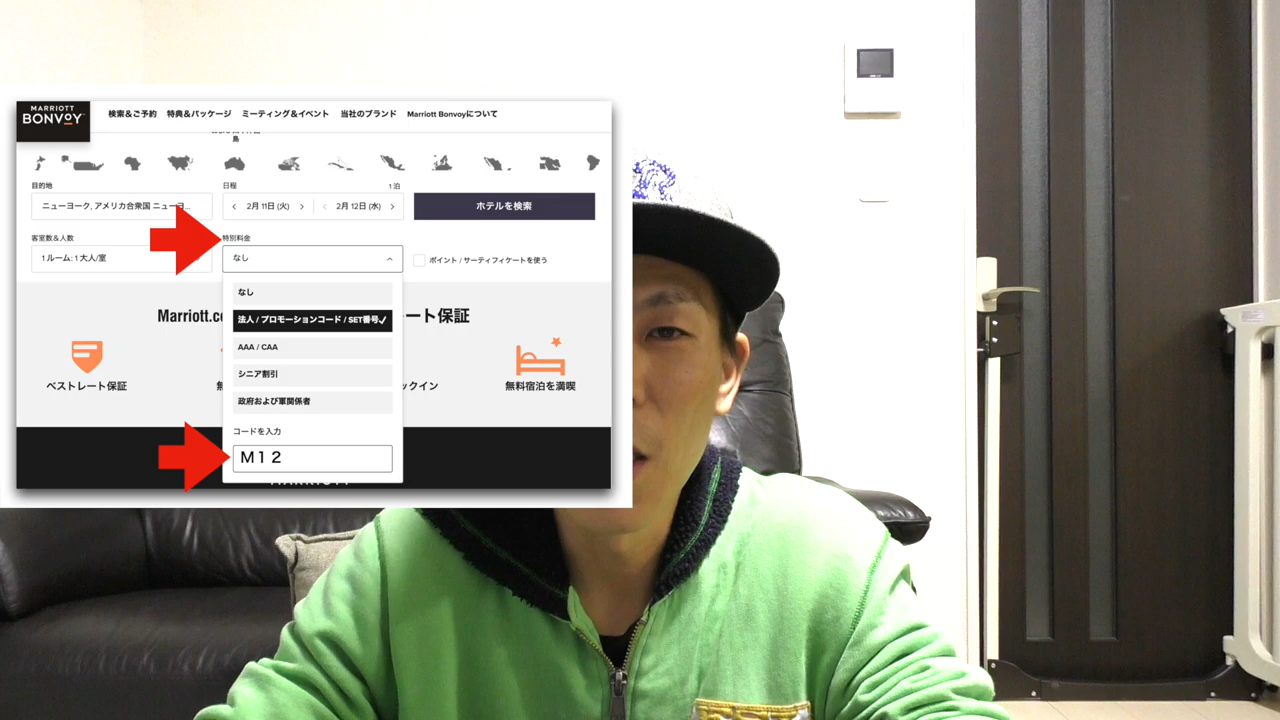 MARRIOTT
BONVOY
検索&ご予約 特典&パッケージ ミーティング&イベント 当社のブランド Marriott Bonvoyについて
島
目的地
日程
1 泊
ニューヨーク, アメリカ合衆国 ニューヨ...
2月 11日 (火)
2月 12日 (水)
ホテルを検索
客室数&人数
特別料金
1 ルーム: 1 大人/室
なし
ポイント / サーティフィケートを使う
なし
法人 / プロモーションコード / SET番号
AAA / CAA
シニア割引
政府および軍関係者
コードを入力
M12
Marriott.c
ート保証
ベストレート保証
無
ックイン
無料宿泊を満喫